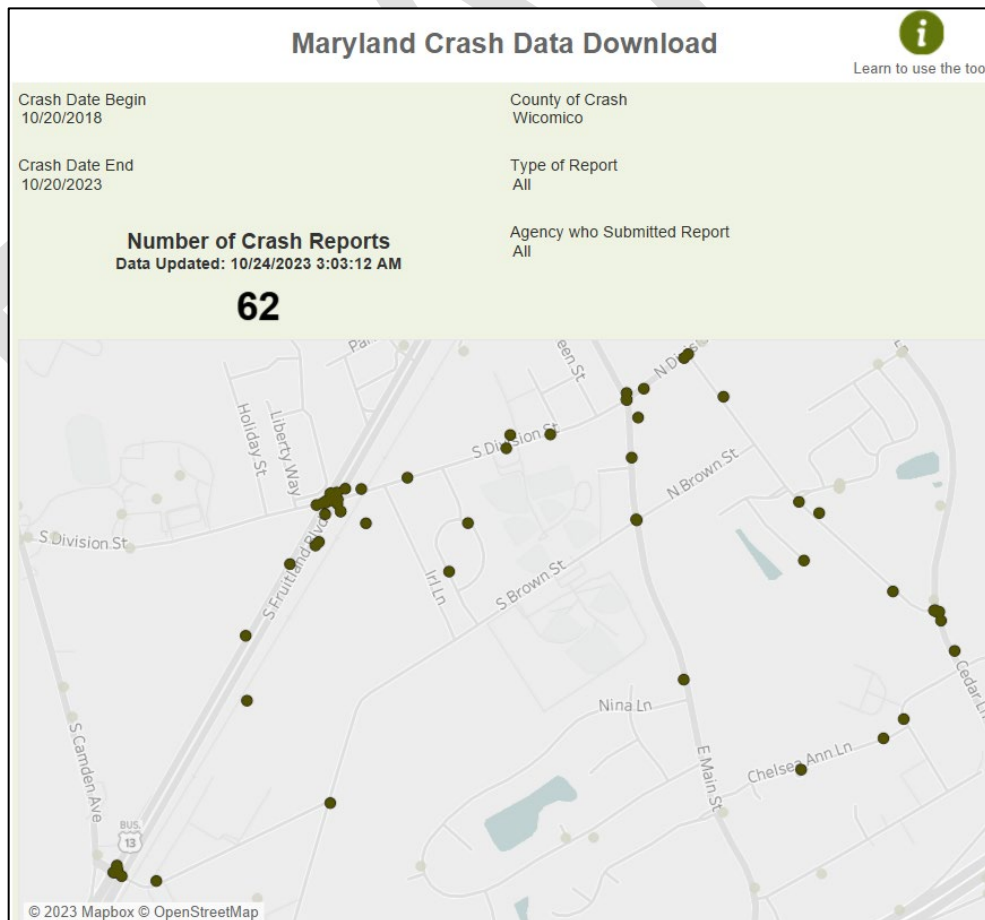 Maryland Crash Data Download
Learn to use the too
Crash Date Begin
10/20/2018
County of Crash
Wicomico
Crash Date End
10/20/2023
Type of Report
All
Number of Crash Reports
Data Updated: 10/24/2023 3:03:12 AM
62
Agency who Submitted Report
All
Holiday St
Liberty Way
S Division St
S Fruitland Blvd
S Division St
N Divis
Irl Ln
S Brown St
N Brown St
Nina Ln
E Main St
Chelsea Ann Ln
Cedar Ln
S Camden Ave
BUS.
13
© 2023 Mapbox © OpenStreetMap